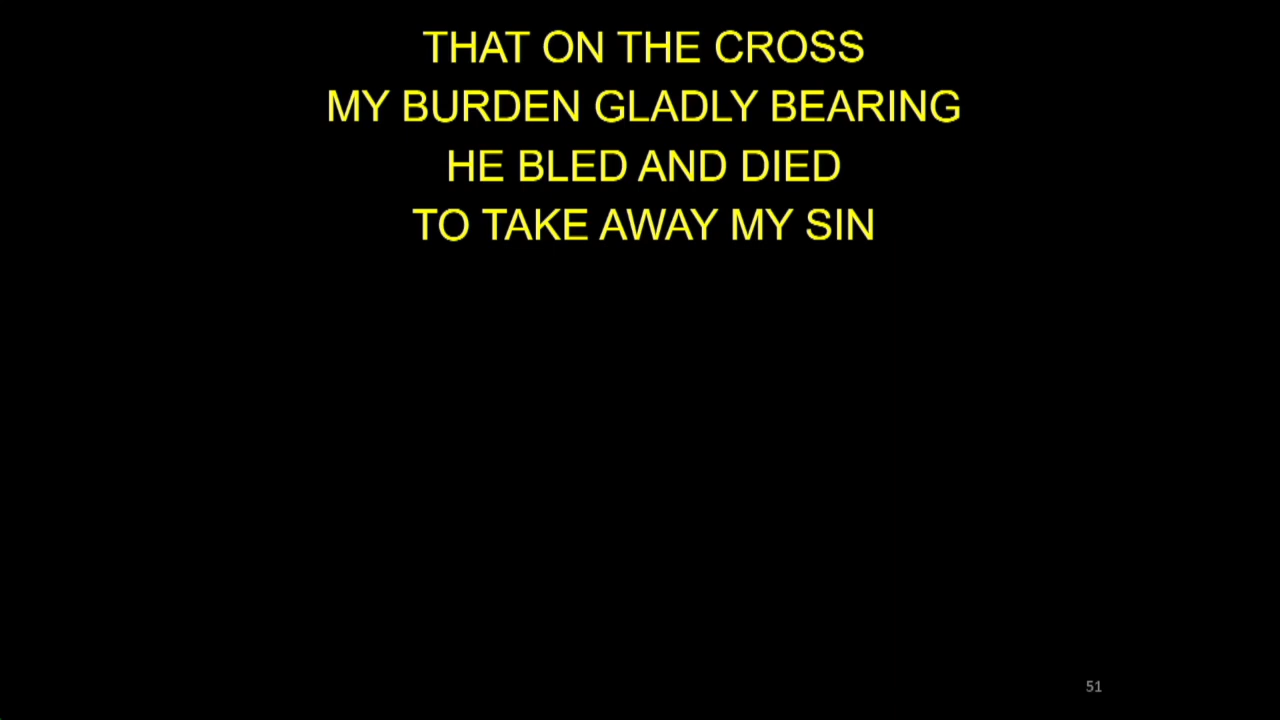 THAT ON THE CROSS
MY BURDEN GLADLY BEARING
HE BLED AND DIED
TO TAKE AWAY MY SIN
51